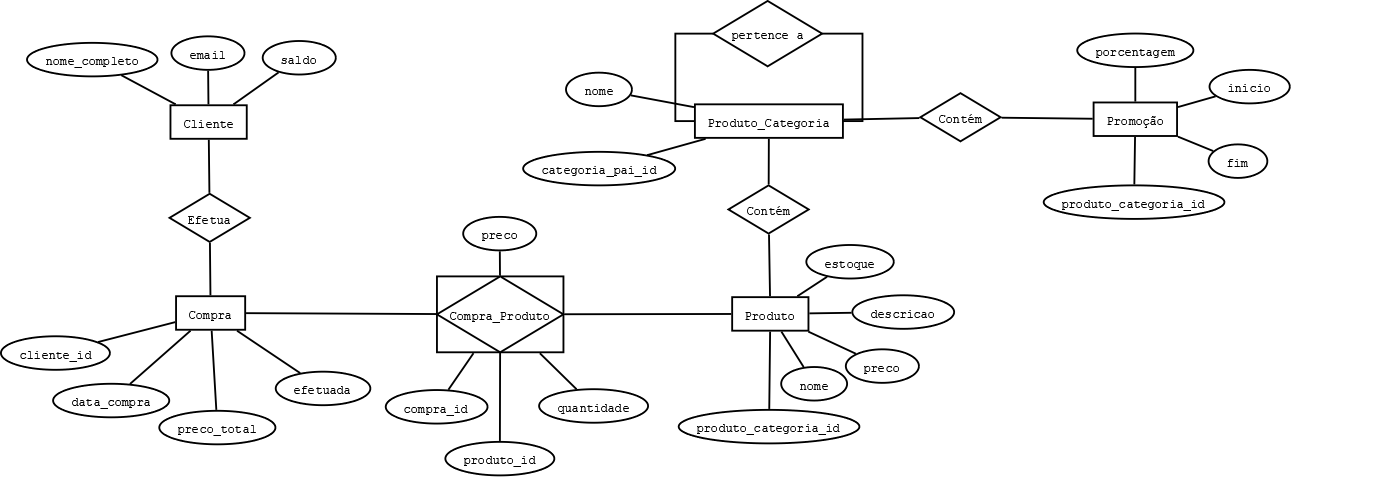 pertence a
nome_completo
email
saldo
porcentagem
nome
inicio
Cliente
Produto_Categoria
Contém
Promoção
categoria_pai_id
fim
produto_categoria_id
Efetua
Contém
preco
estoque
Compra
Compra_Produto
Produto
descricao
cliente_id
efetuada
nome
preco
data_compra
compra_id
quantidade
preco_total
produto_id
produto_categoria_id